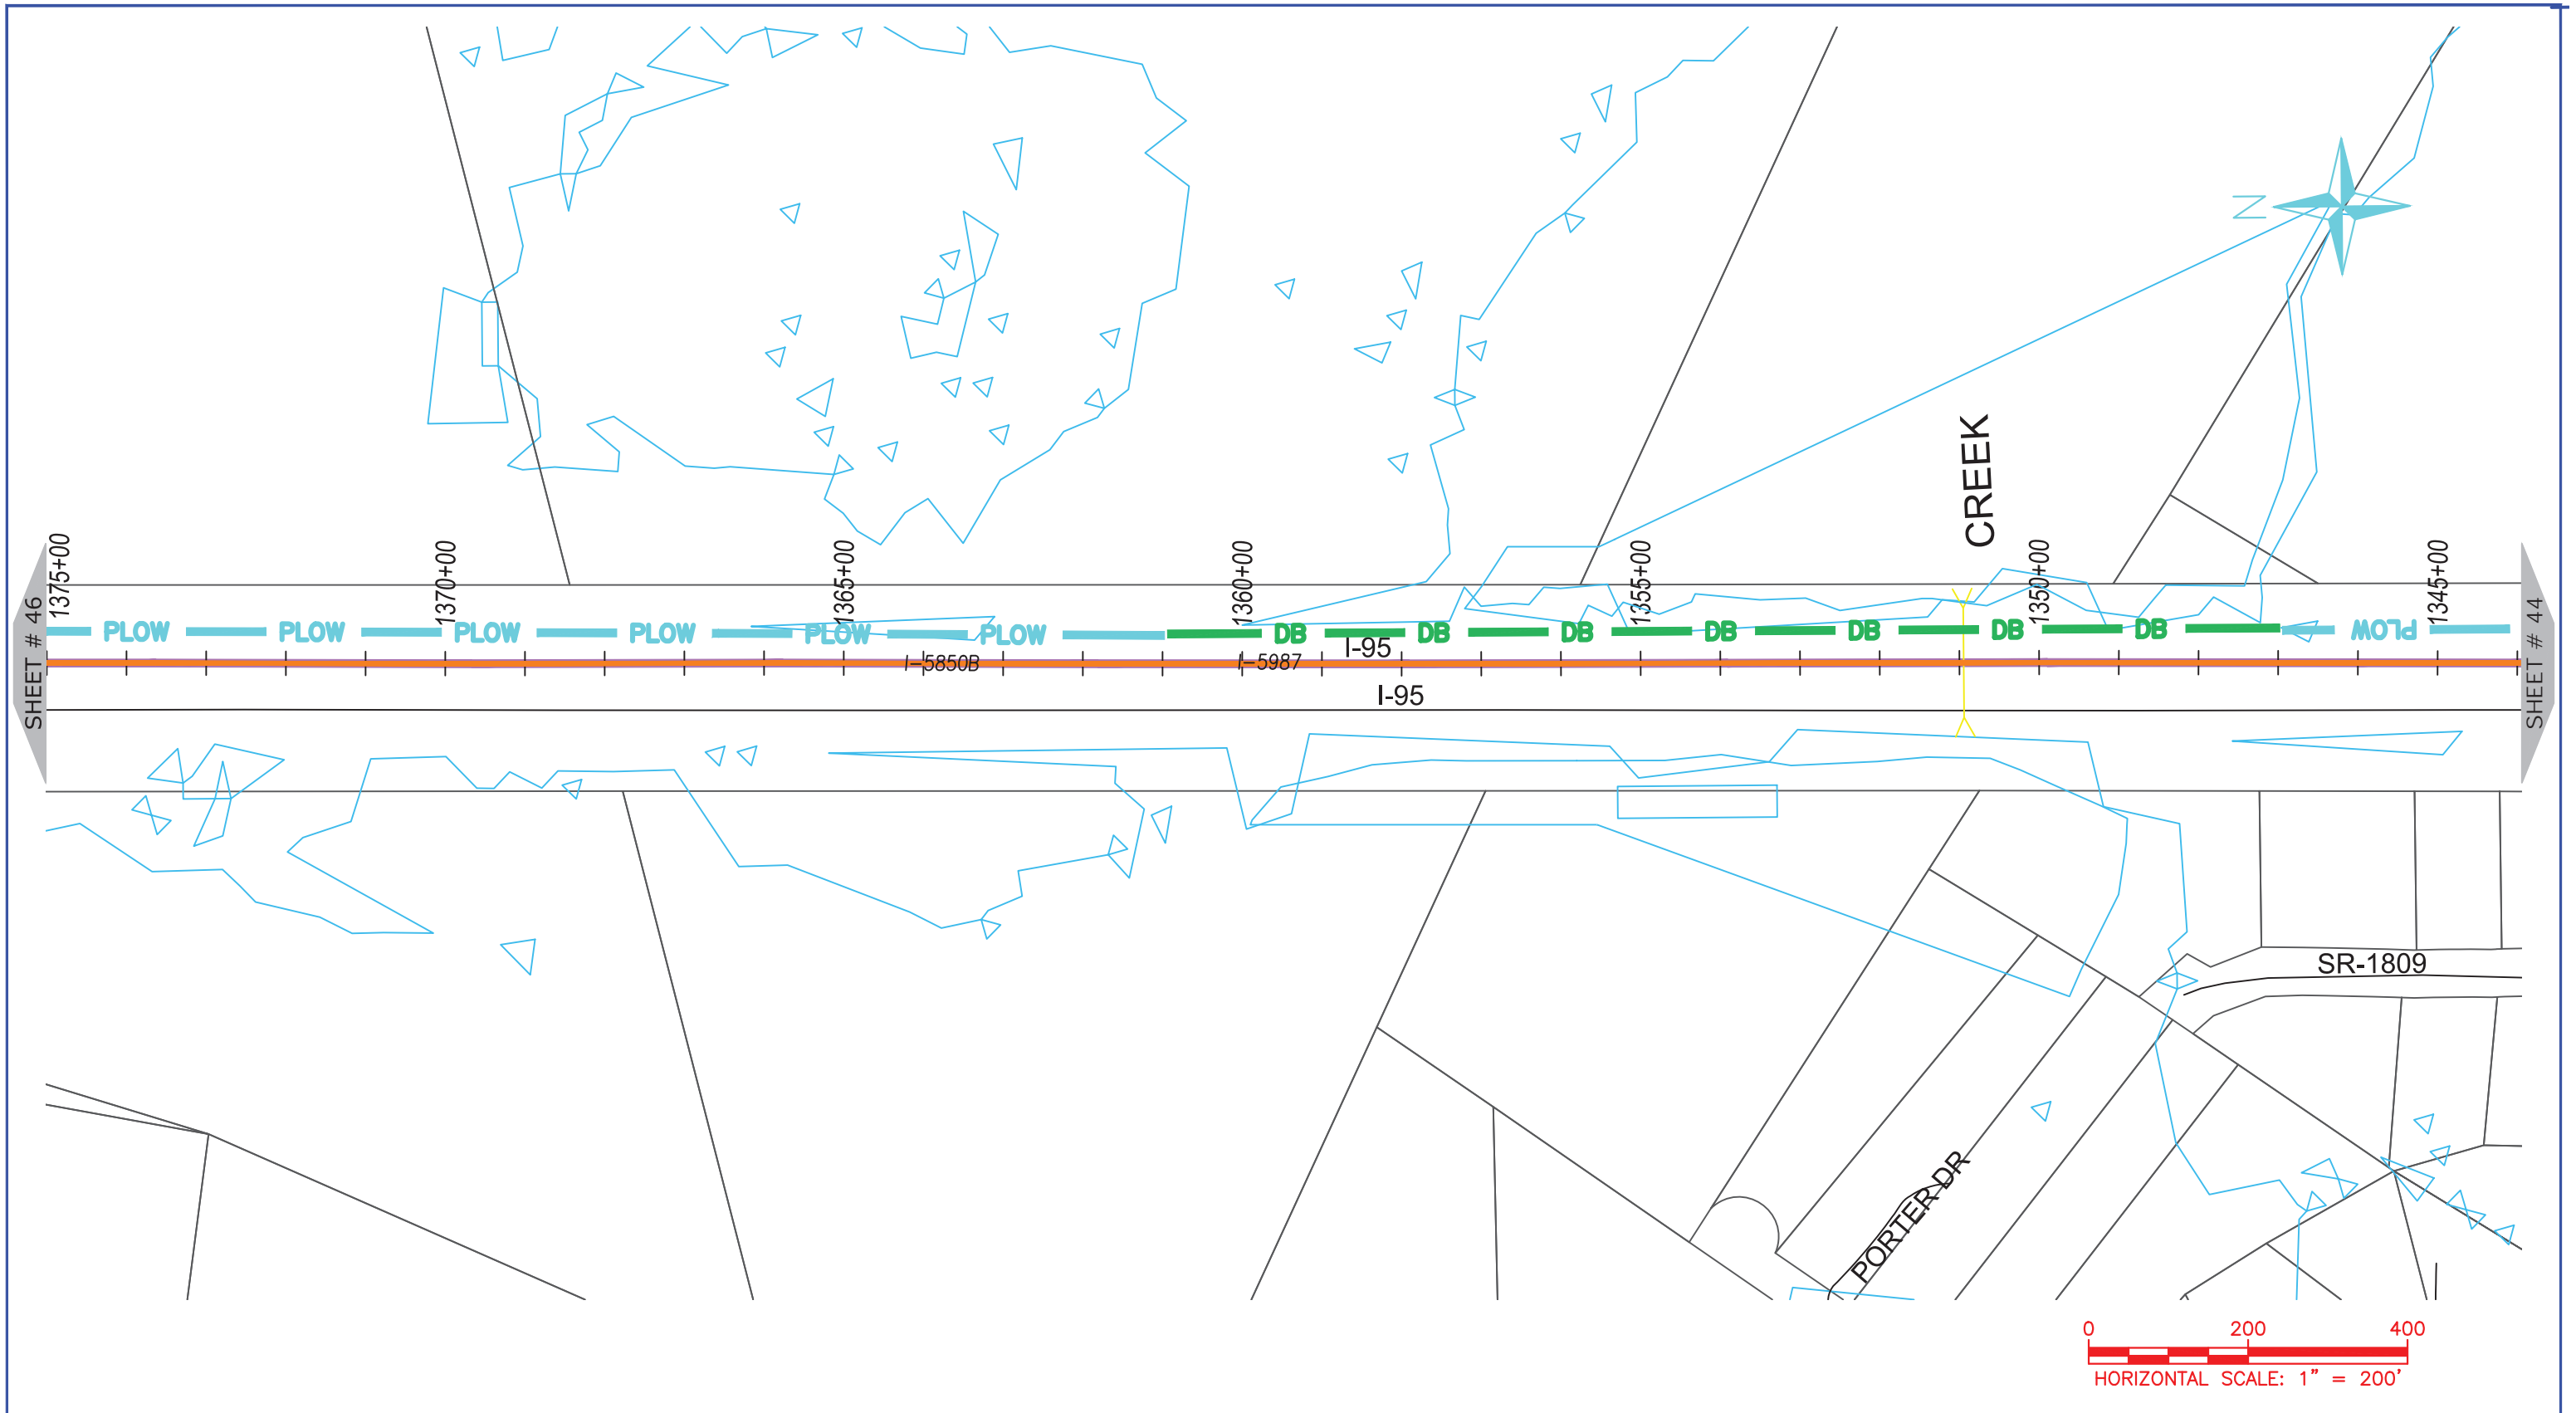 N
CREEK
1375+00
1370+00
1365+00
1360+00
1355+00
1350+00
1345+00
SHEET # 46
PLOW
PLOW
PLOW
PLOW
PLOW
PLOW
DB
DB
DB
DB
DB
DB
DB
PLOW
SHEET # 44
I-95
I-5850B
I-5987
I-95
SR-1809
PORTER DR
0 200 400
HORIZONTAL SCALE: 1" = 200'